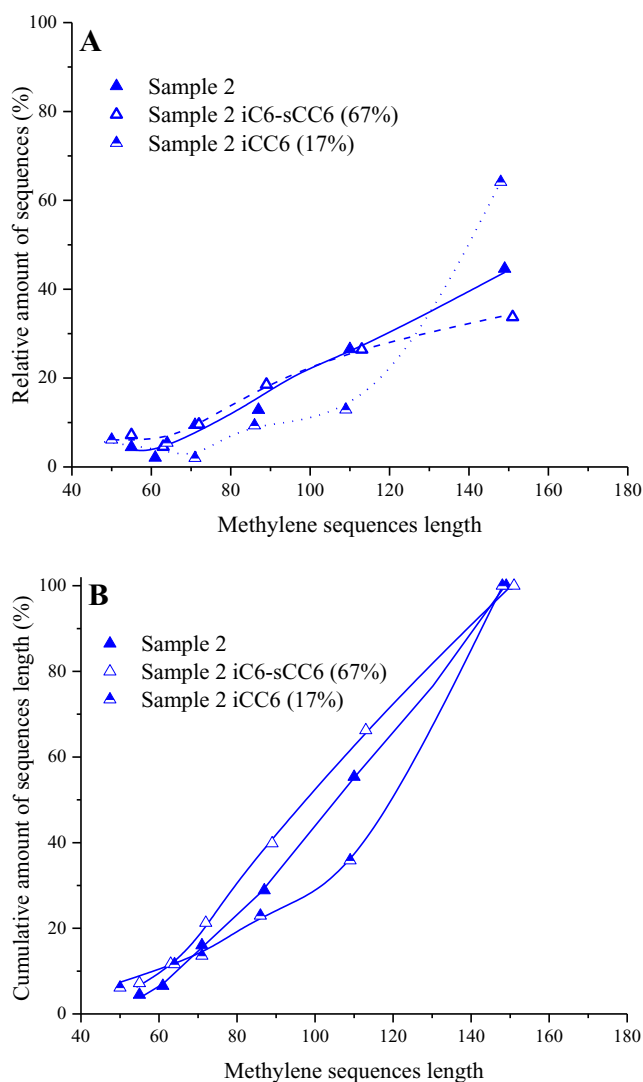 A
Sample 2
Sample 2 iC6-sCC6 (67%)
Sample 2 iCC6 (17%)
Relative amount of sequences (%)
100
80
60
40
20
0
40 60 80 100 120 140 160 180
Methylene sequences length
B
Sample 2
Sample 2 iC6-sCC6 (67%)
Sample 2 iCC6 (17%)
Cumulative amount of sequences length (%)
100
80
60
40
20
0
40 60 80 100 120 140 160 180
Methylene sequences length